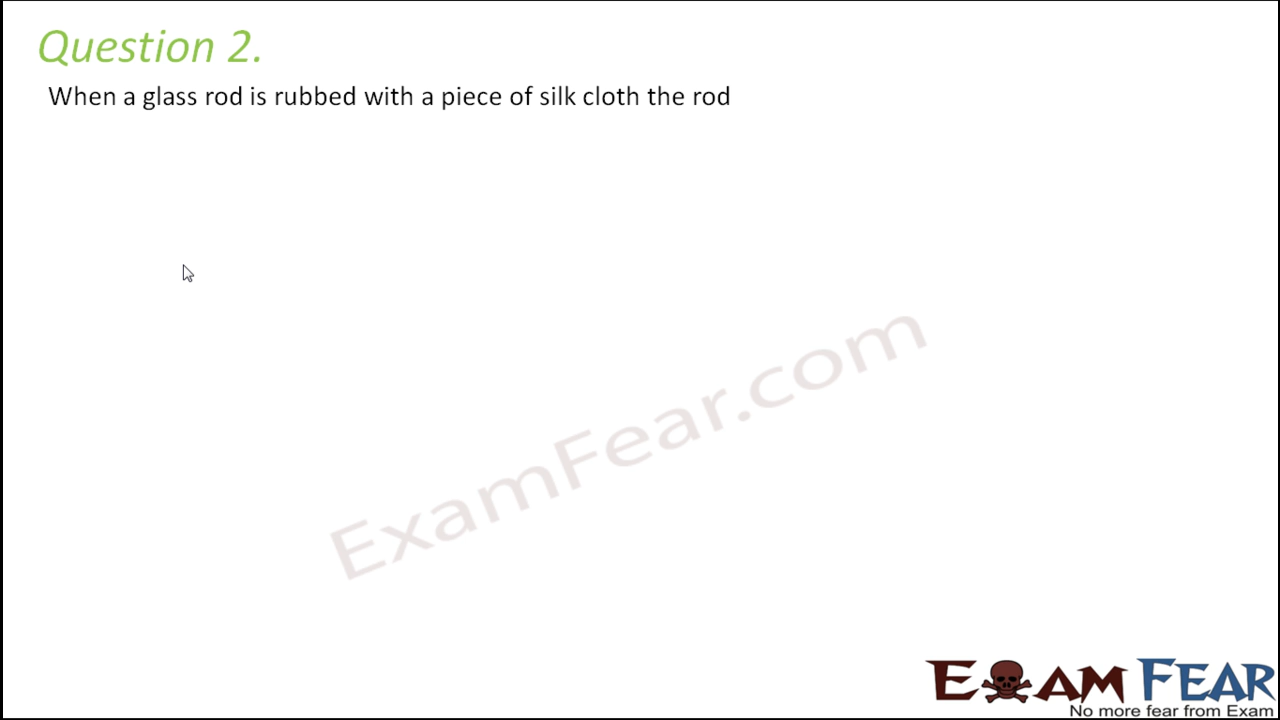 Question 2.
When a glass rod is rubbed with a piece of silk cloth the rod
ExamFear.com
EXAM FEAR
No more fear from Exam